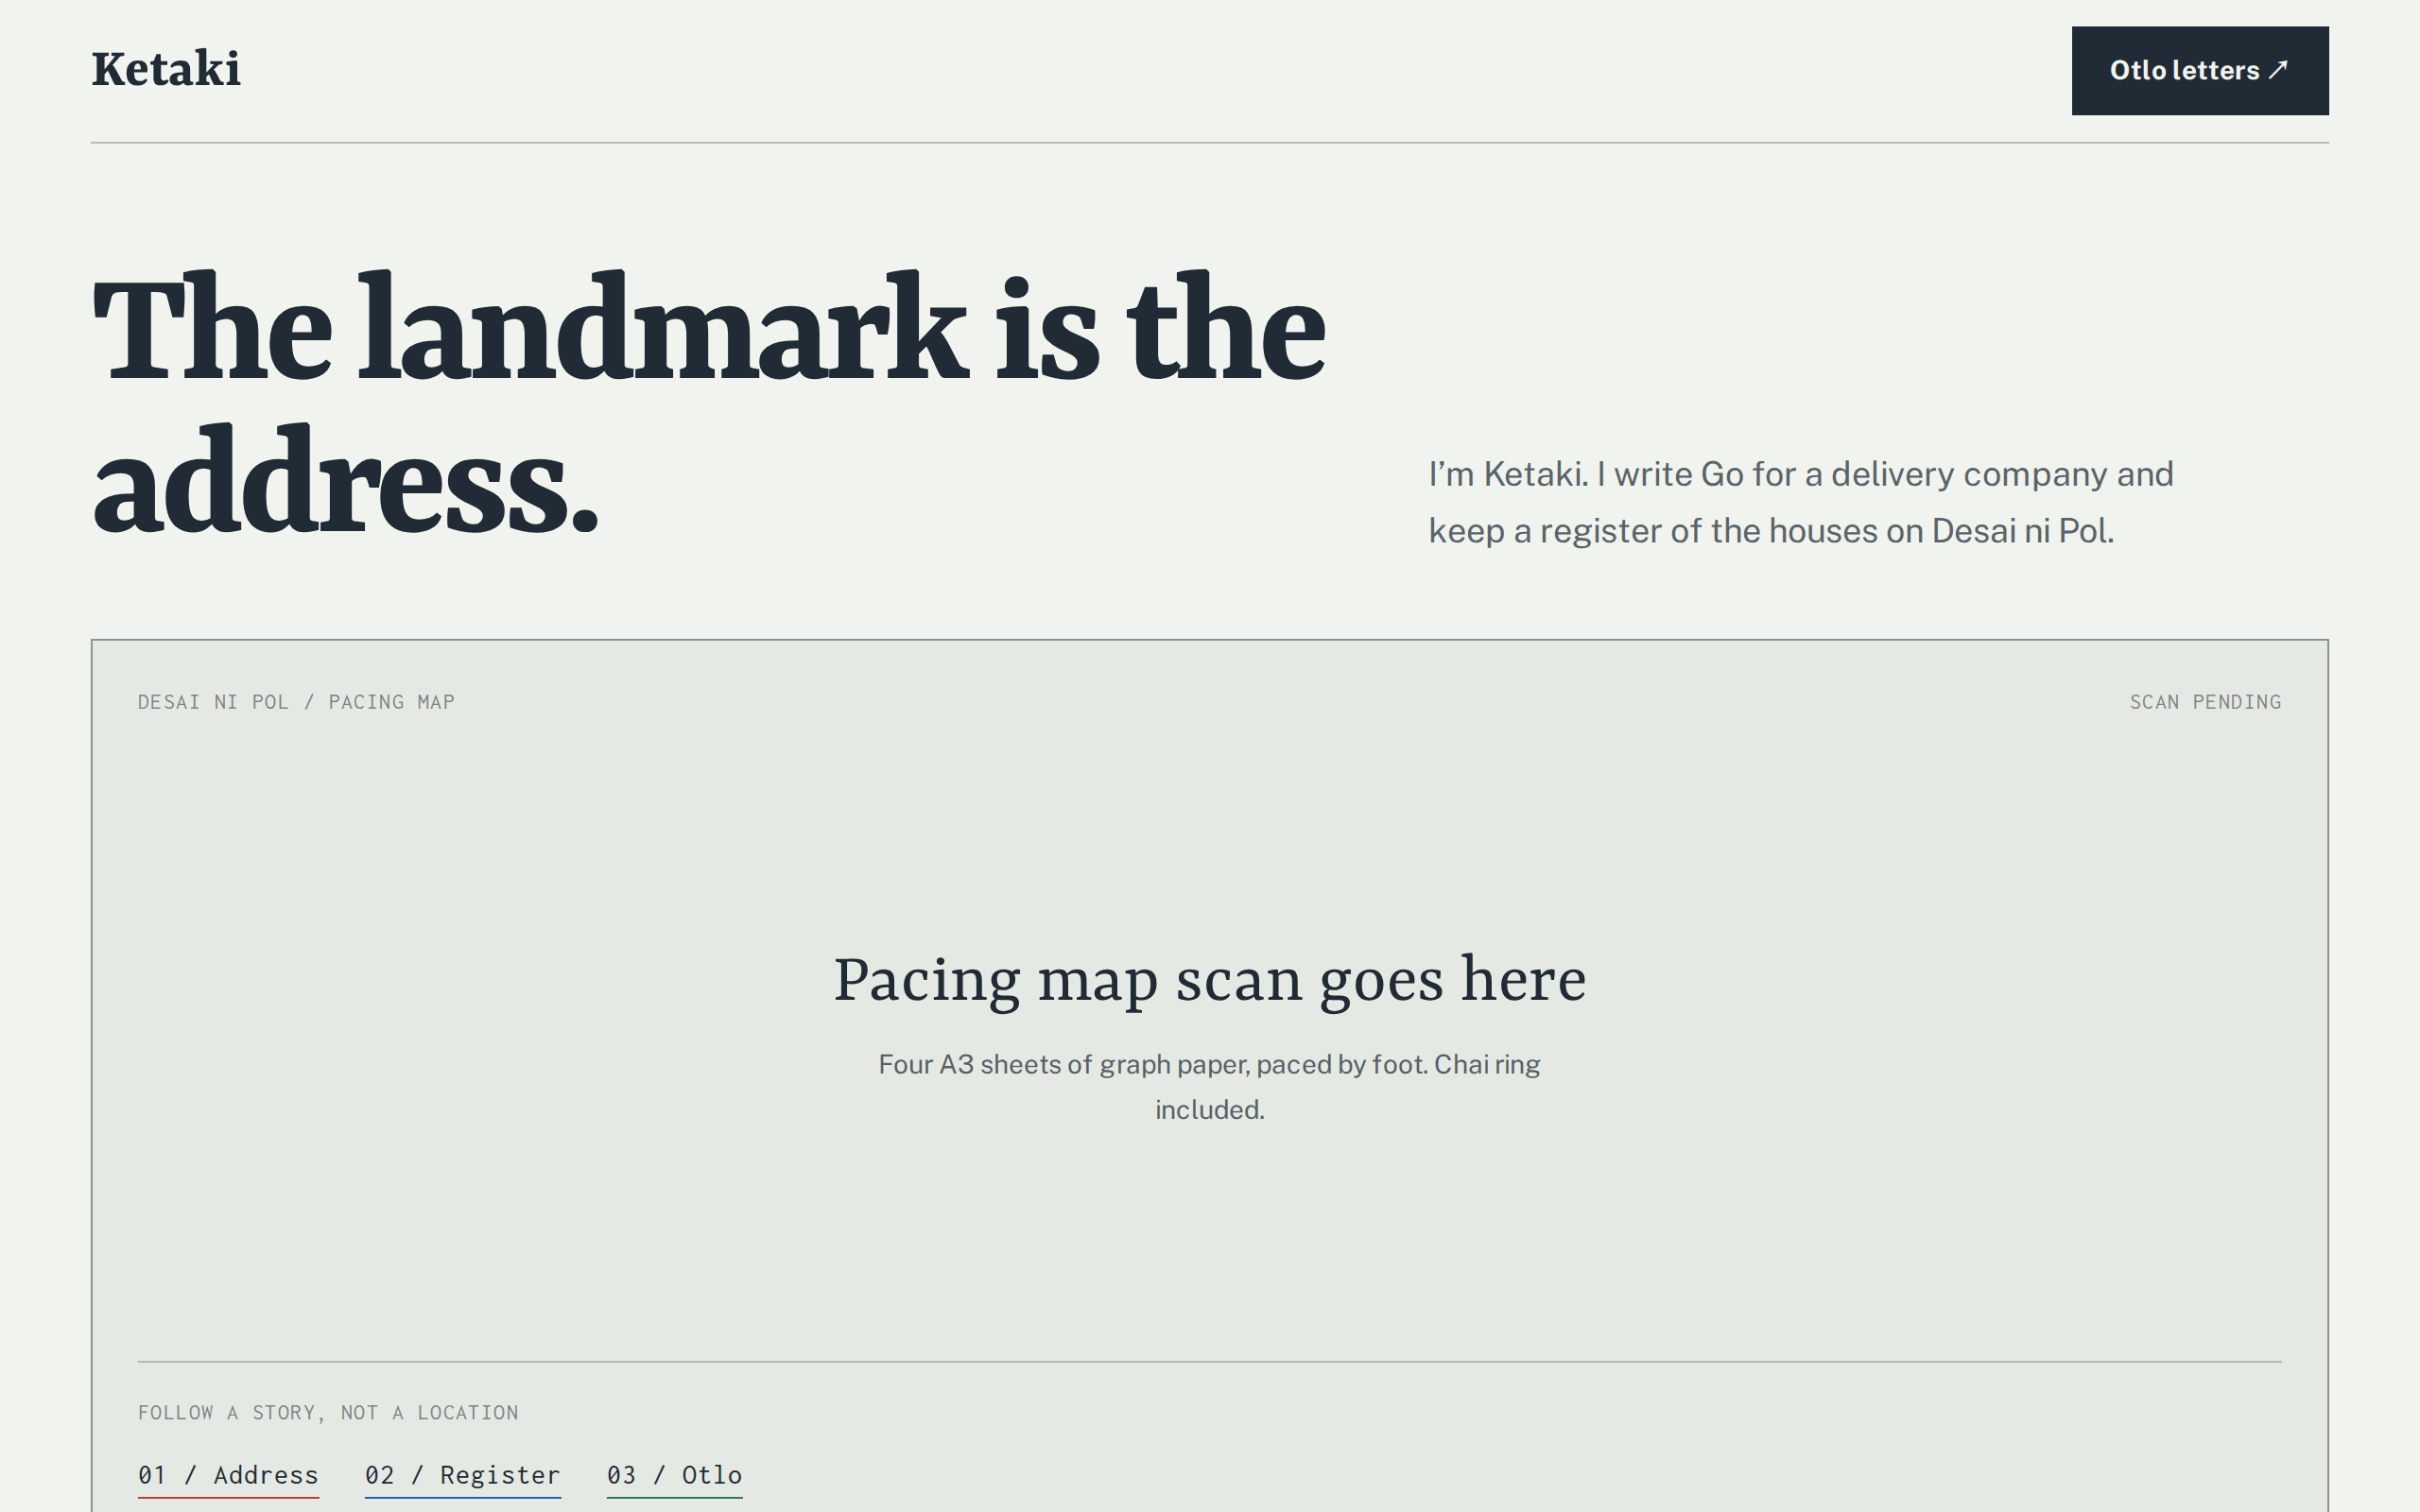 Ketaki
Otlo letters ↗
The landmark is the
address.
I’m Ketaki. I write Go for a delivery company and
keep a register of the houses on Desai ni Pol.
DESAI NI POL / PACING MAP
SCAN PENDING
Pacing map scan goes here
Four A3 sheets of graph paper, paced by foot. Chai ring
included.
FOLLOW A STORY, NOT A LOCATION
01 / Address
02 / Register
03 / Otlo